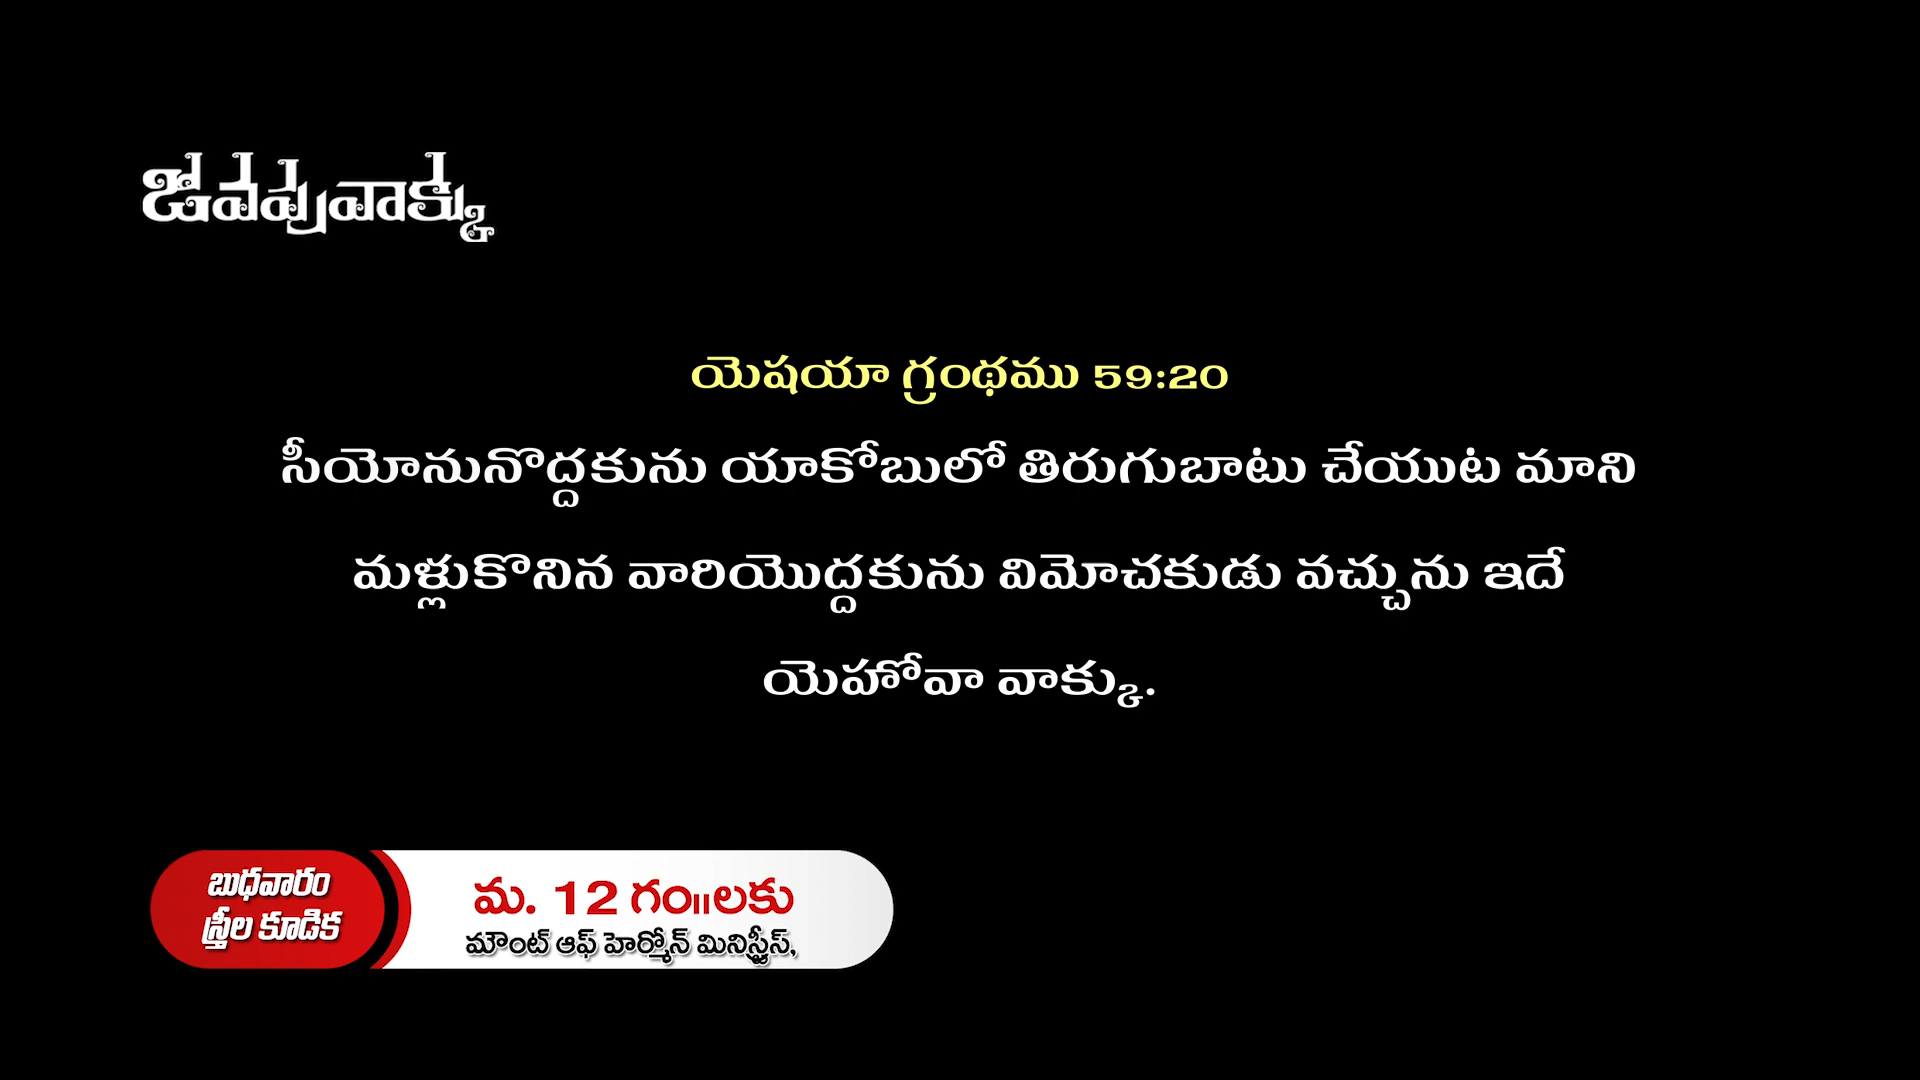 జీవపువాక్కు
యెషయా గ్రంథము 59:20
సీయోనునొద్దకును యాకోబులో తిరుగుబాటు చేయుట మాని
మళ్లుకొనిన వారియొద్దకును విమోచకుడు వచ్చును ఇదే
యెహోవా వాక్కు.
బుధవారం
స్త్రీల కూడిక
మ. 12 గం॥లకు
మౌంట్ ఆఫ్ హెర్మోన్ మినిస్ట్రీస్,